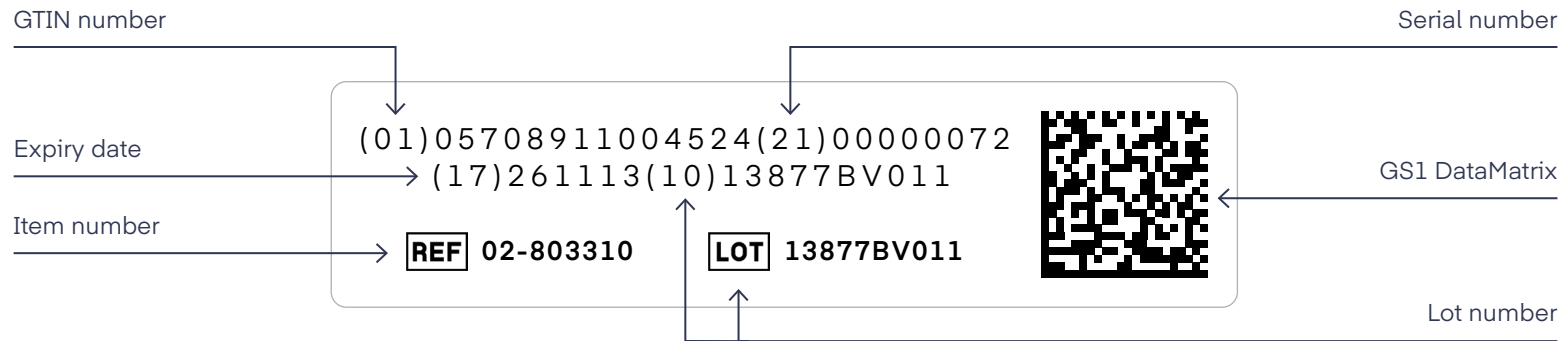 GTIN number
Serial number
(01)05708911004524(21)00000072
Expiry date
(17)261113(10)13877BV011
GS1 DataMatrix
Item number
REF 02-803310 LOT 13877BV011
Lot number